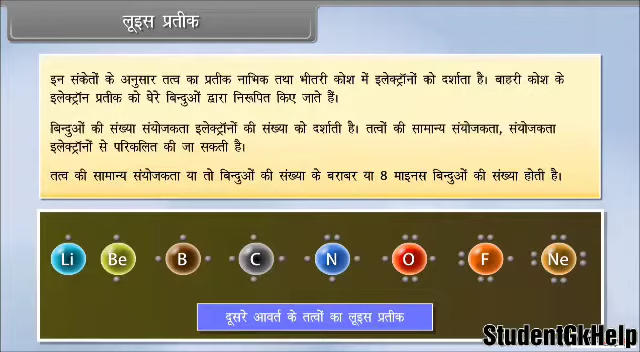 लूइस प्रतीक
इन संकेतों के अनुसार तत्व का प्रतीक नाभिक तथा भीतरी कोश में इलेक्ट्रॉनों को दर्शाता है। बाहरी कोश के
इलेक्ट्रॉन प्रतीक को घेरे बिन्दुओं द्वारा निरूपित किए जाते हैं।
बिन्दुओं की संख्या संयोजकता इलेक्ट्रॉनों की संख्या को दर्शाती है। तत्वों की सामान्य संयोजकता, संयोजकता
इलेक्ट्रॉनों से परिकलित की जा सकती है।
तत्व की सामान्य संयोजकता या तो बिन्दुओं की संख्या के बराबर या 8 माइनस बिन्दुओं की संख्या होती है।
Li Be B C N O F Ne
दूसरे आवर्त के तत्वों का लूइस प्रतीक
StudentGkHelp